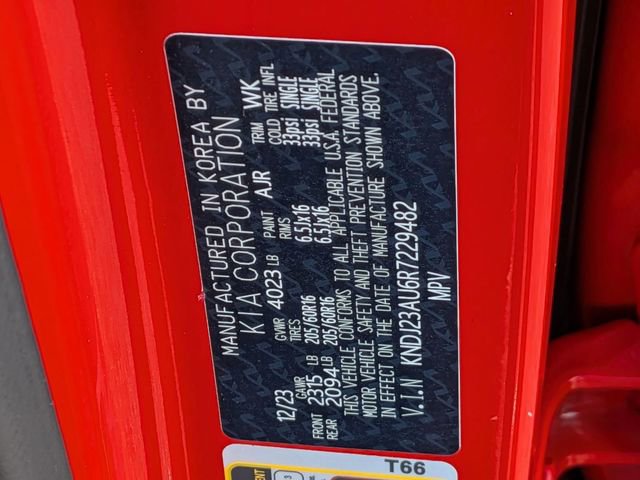 MANUFACTURED IN KOREA BY
KIA CORPORATION
12/23 GVWR 4023 LB PAINT AJR TRIM WK
GAWR TIRES RIMS COLD TIRE INFL
FRONT 2315 LB 205/60R16 6.5Jx16 33psi SINGLE
REAR 2094 LB 205/60R16 6.5Jx16 33psi SINGLE
THIS VEHICLE CONFORMS TO ALL APPLICABLE U.S.A. FEDERAL
MOTOR VEHICLE SAFETY AND THEFT PREVENTION STANDARDS
IN EFFECT ON THE DATE OF MANUFACTURE SHOWN ABOVE.
V.I.N KNDJ23AU6R7229482
MPV
T66